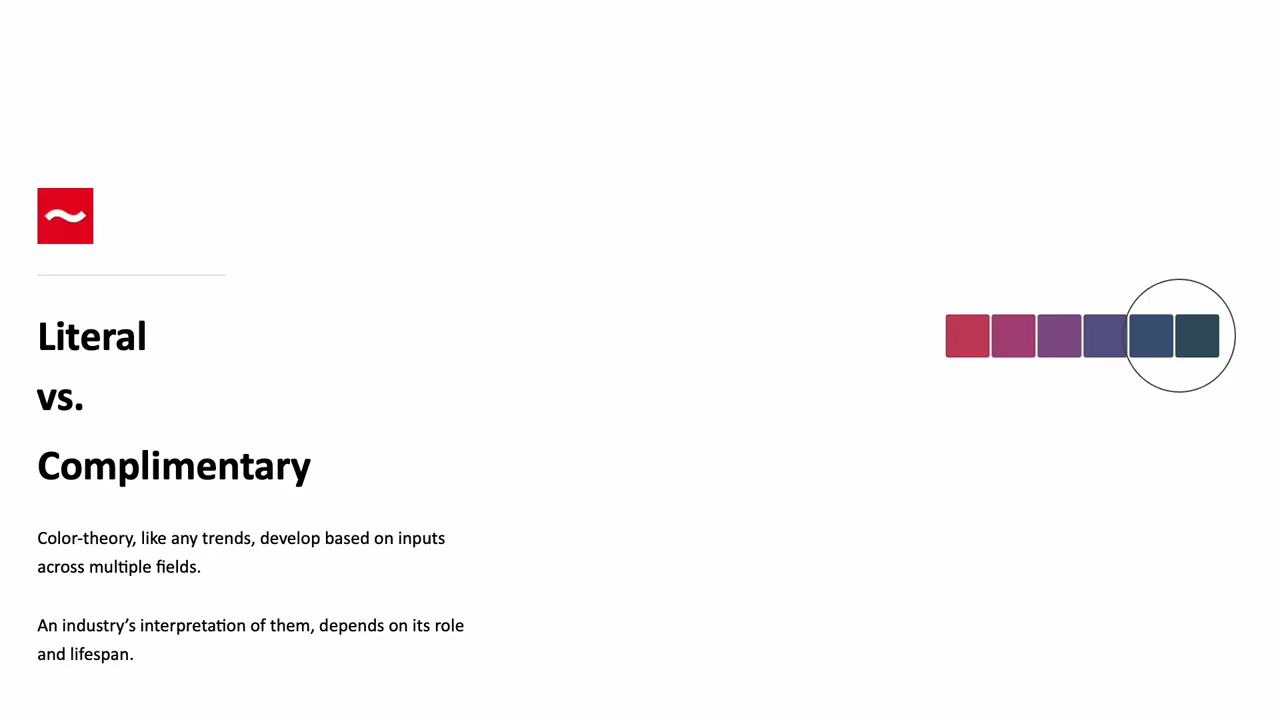 Literal
vs.
Complimentary
Color-theory, like any trends, develop based on inputs
across multiple fields.
An industry’s interpretation of them, depends on its role
and lifespan.